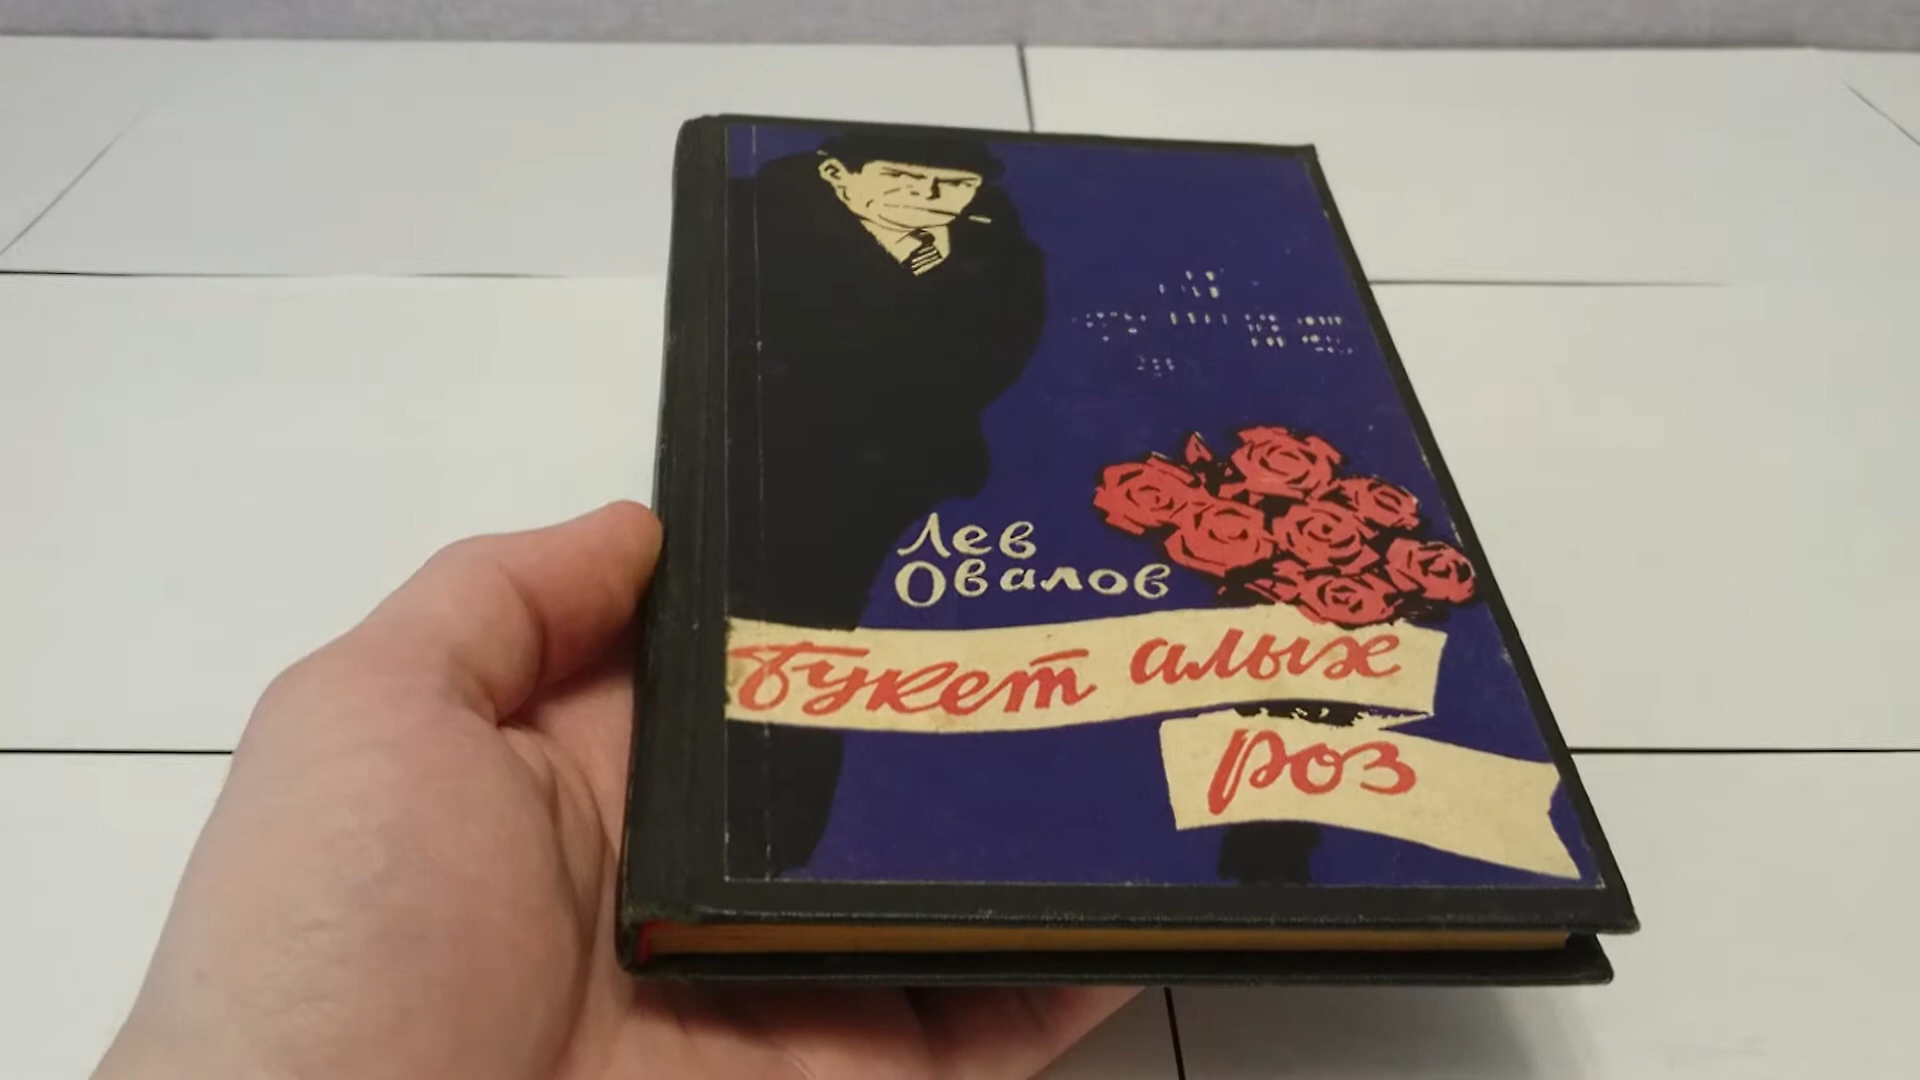 Лев
Овалов
Букет алых
роз